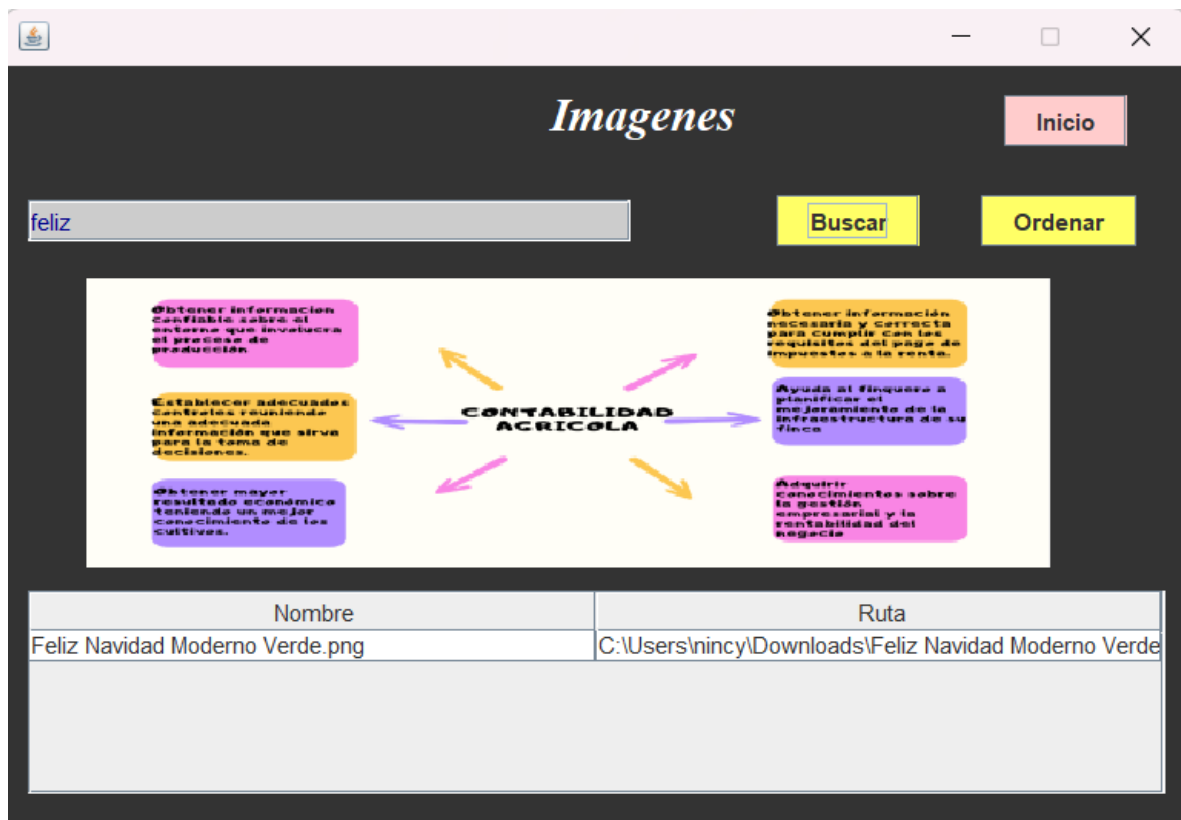 Imagenes
Inicio
feliz
Buscar
Ordenar
Obtener informacion
confiable sobre el
entorno que involucra
el proceso de
producción
Obtener información
necesaria y correcta
para cumplir con los
requisitos del pago de
impuestos a la renta.
Establecer adecuados
controles reuniendo
una adecuada
información que sirva
para la toma de
decisiones.
CONTABILIDAD
AGRICOLA
Ayuda al finquero a
planificar el
mejoramiento de la
infraestructura de su
finca
Obtener mayor
resultado económico
teniendo un mejor
conocimiento de los
cultivos.
Adquirir
conocimientos sobre
la gestión
empresarial y la
rentabilidad del
negocio
Nombre
Ruta
Feliz Navidad Moderno Verde.png
C:\Users\nincy\Downloads\Feliz Navidad Moderno Verde